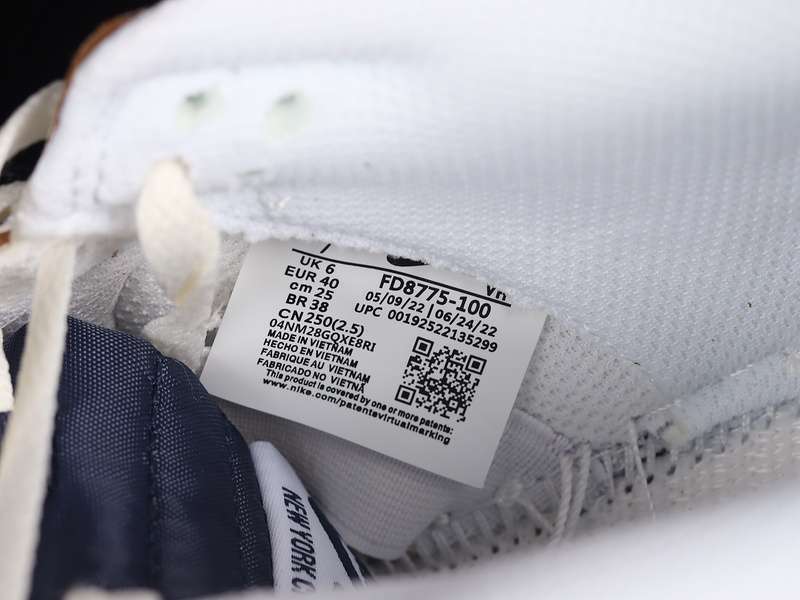 7
UK 6
EUR 40
cm 25
BR 38
CN 250(2.5)
04NM28GQXE8RI
MADE IN VIETNAM
HECHO EN VIETNAM
FABRIQUE AU VIETNAM
FABRICADO NO VIETNÃ
This product is covered by one or more patents:
www.nike.com/patentsvirtualmarking
VN
FD8775-100
05/09/22 | 06/24/22
UPC 00192522135299
NEW YORK